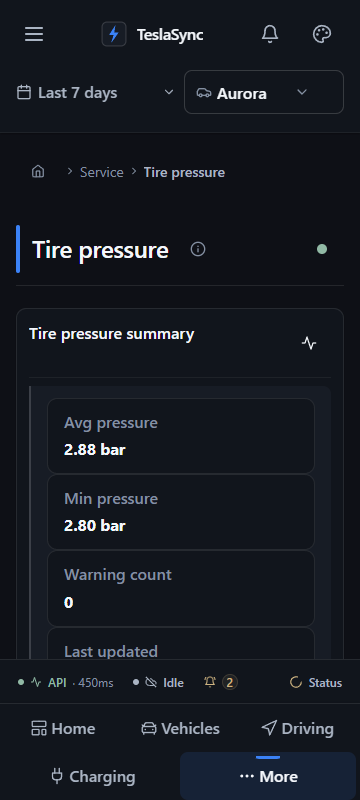 TeslaSync
Last 7 days
Aurora
Service
Tire pressure
Tire pressure
Tire pressure summary
Avg pressure
2.88 bar
Min pressure
2.80 bar
Warning count
0
Last updated
API · 450ms
Idle
2
Status
Home
Vehicles
Driving
Charging
More